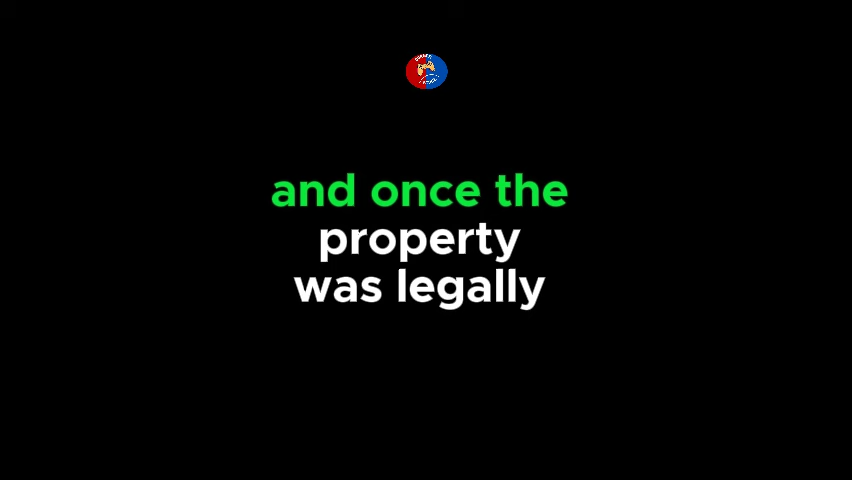 and once the
property
was legally